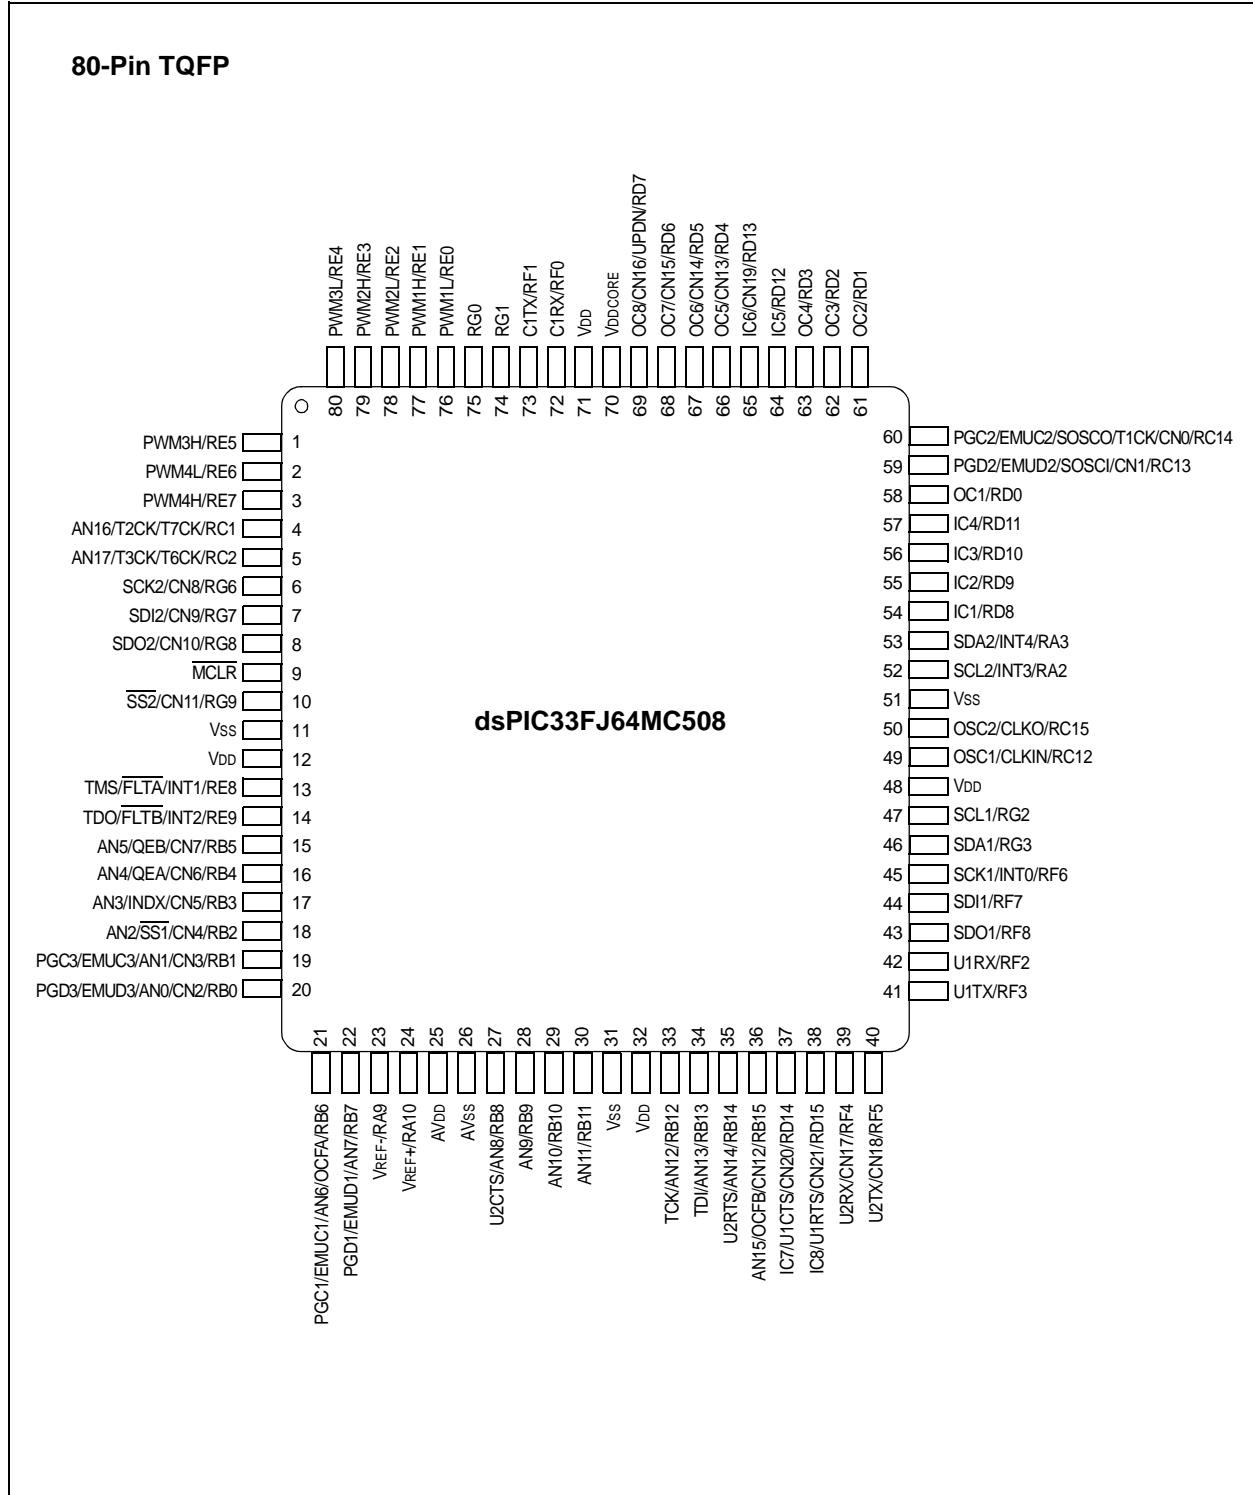 80-Pin TQFP
PWM3L/RE4
PWM2H/RE3
PWM2L/RE2
PWM1H/RE1
PWM1L/RE0
RG0
RG1
C1TX/RF1
C1RX/RF0
VDD
VDDCORE
OC8/CN16/UPDN/RD7
OC7/CN15/RD6
OC6/CN14/RD5
OC5/CN13/RD4
IC6/CN19/RD13
IC5/RD12
OC4/RD3
OC3/RD2
OC2/RD1
80
79
78
77
76
75
74
73
72
71
70
69
68
67
66
65
64
63
62
61
PWM3H/RE5 1
PWM4L/RE6 2
PWM4H/RE7 3
AN16/T2CK/T7CK/RC1 4
AN17/T3CK/T6CK/RC2 5
SCK2/CN8/RG6 6
SDI2/CN9/RG7 7
SDO2/CN10/RG8 8
MCLR 9
SS2/CN11/RG9 10
VSS 11
VDD 12
TMS/FLTA/INT1/RE8 13
TDO/FLTB/INT2/RE9 14
AN5/QEB/CN7/RB5 15
AN4/QEA/CN6/RB4 16
AN3/INDX/CN5/RB3 17
AN2/SS1/CN4/RB2 18
PGC3/EMUC3/AN1/CN3/RB1 19
PGD3/EMUD3/AN0/CN2/RB0 20
dsPIC33FJ64MC508
60 PGC2/EMUC2/SOSCO/T1CK/CN0/RC14
59 PGD2/EMUD2/SOSCI/CN1/RC13
58 OC1/RD0
57 IC4/RD11
56 IC3/RD10
55 IC2/RD9
54 IC1/RD8
53 SDA2/INT4/RA3
52 SCL2/INT3/RA2
51 VSS
50 OSC2/CLKO/RC15
49 OSC1/CLKIN/RC12
48 VDD
47 SCL1/RG2
46 SDA1/RG3
45 SCK1/INT0/RF6
44 SDI1/RF7
43 SDO1/RF8
42 U1RX/RF2
41 U1TX/RF3
21
22
23
24
25
26
27
28
29
30
31
32
33
34
35
36
37
38
39
40
PGC1/EMUC1/AN6/OCFA/RB6
PGD1/EMUD1/AN7/RB7
VREF-/RA9
VREF+/RA10
AVDD
AVSS
U2CTS/AN8/RB8
AN9/RB9
AN10/RB10
AN11/RB11
VSS
VDD
TCK/AN12/RB12
TDI/AN13/RB13
U2RTS/AN14/RB14
AN15/OCFB/CN12/RB15
IC7/U1CTS/CN20/RD14
IC8/U1RTS/CN21/RD15
U2RX/CN17/RF4
U2TX/CN18/RF5